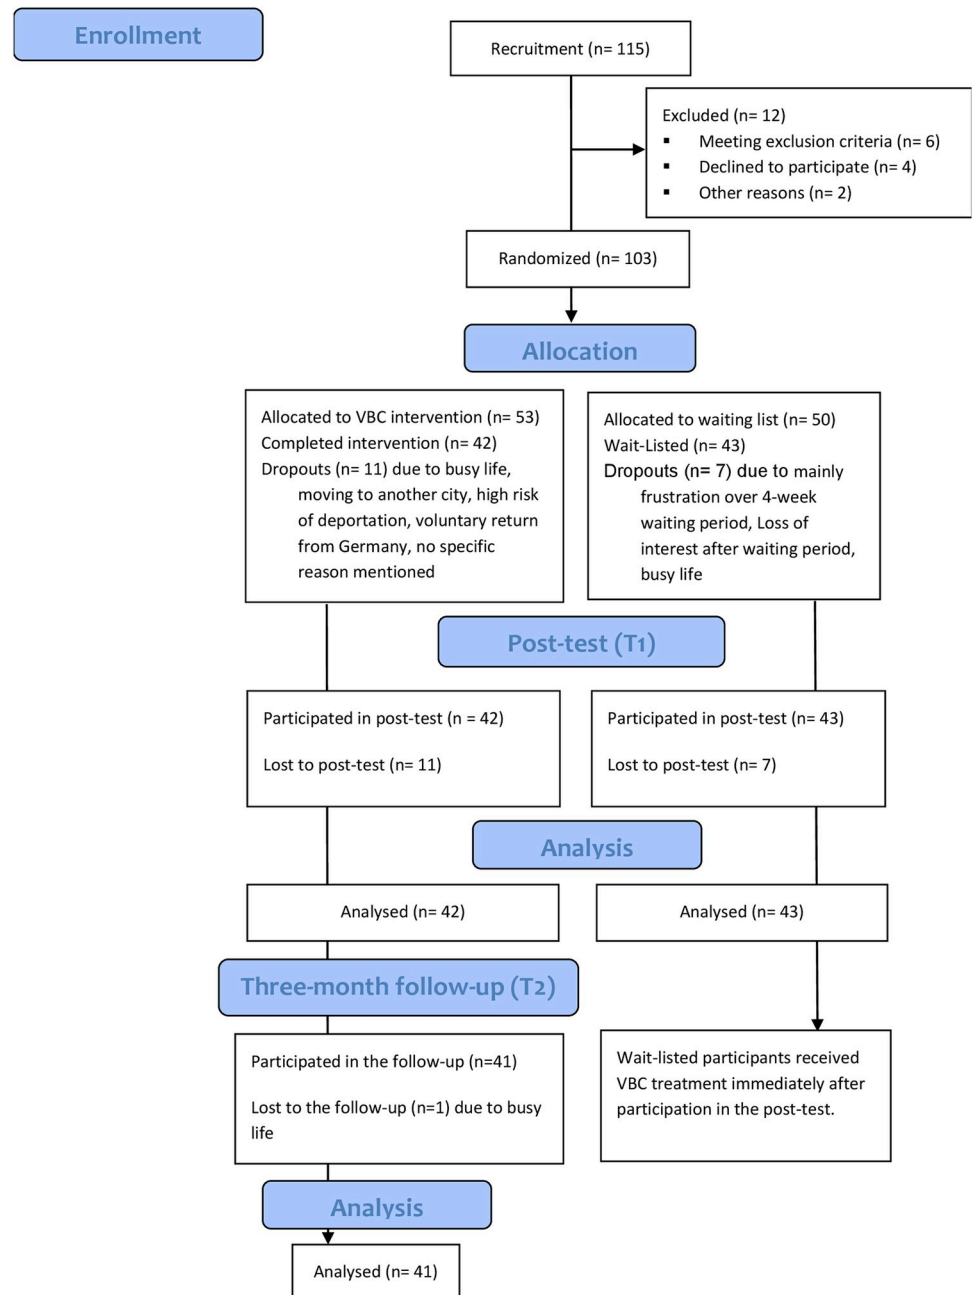 Enrollment
Recruitment (n= 115)
Excluded (n= 12)
▪ Meeting exclusion criteria (n= 6)
▪ Declined to participate (n= 4)
▪ Other reasons (n= 2)
Randomized (n= 103)
Allocation
Allocated to VBC intervention (n= 53)
Completed intervention (n= 42)
Dropouts (n= 11) due to busy life,
moving to another city, high risk
of deportation, voluntary return
from Germany, no specific
reason mentioned
Allocated to waiting list (n= 50)
Wait-Listed (n= 43)
Dropouts (n= 7) due to mainly
frustration over 4-week
waiting period, Loss of
interest after waiting period,
busy life
Post-test (T1)
Participated in post-test (n = 42)
Lost to post-test (n= 11)
Participated in post-test (n= 43)
Lost to post-test (n= 7)
Analysis
Analysed (n= 42)
Analysed (n= 43)
Three-month follow-up (T2)
Participated in the follow-up (n=41)
Lost to the follow-up (n=1) due to busy
life
Wait-listed participants received
VBC treatment immediately after
participation in the post-test.
Analysis
Analysed (n= 41)